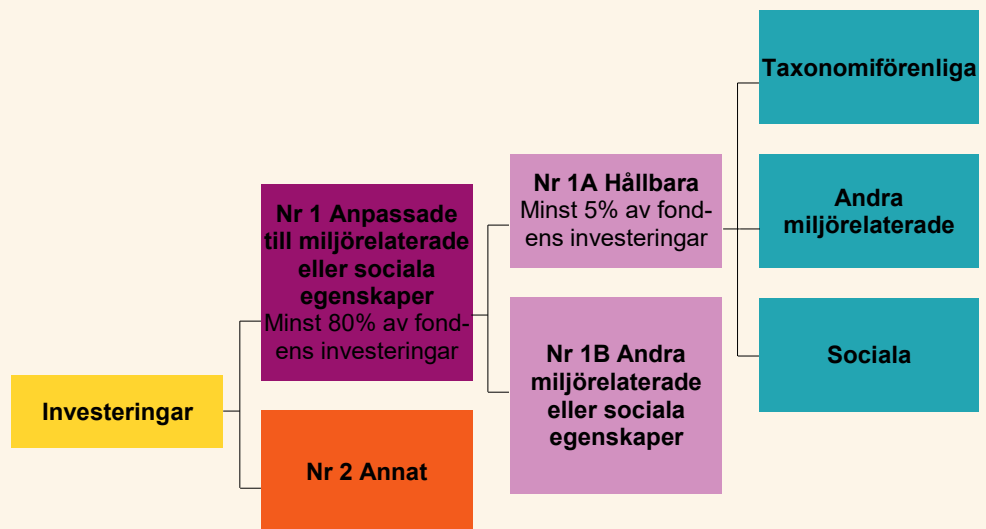 Investeringar
Nr 1 Anpassade
till miljörelaterade
eller sociala
egenskaper
Minst 80% av fond-
ens investeringar
Nr 2 Annat
Nr 1A Hållbara
Minst 5% av fond-
ens investeringar
Nr 1B Andra
miljörelaterade
eller sociala
egenskaper
Taxonomiförenliga
Andra
miljörelaterade
Sociala